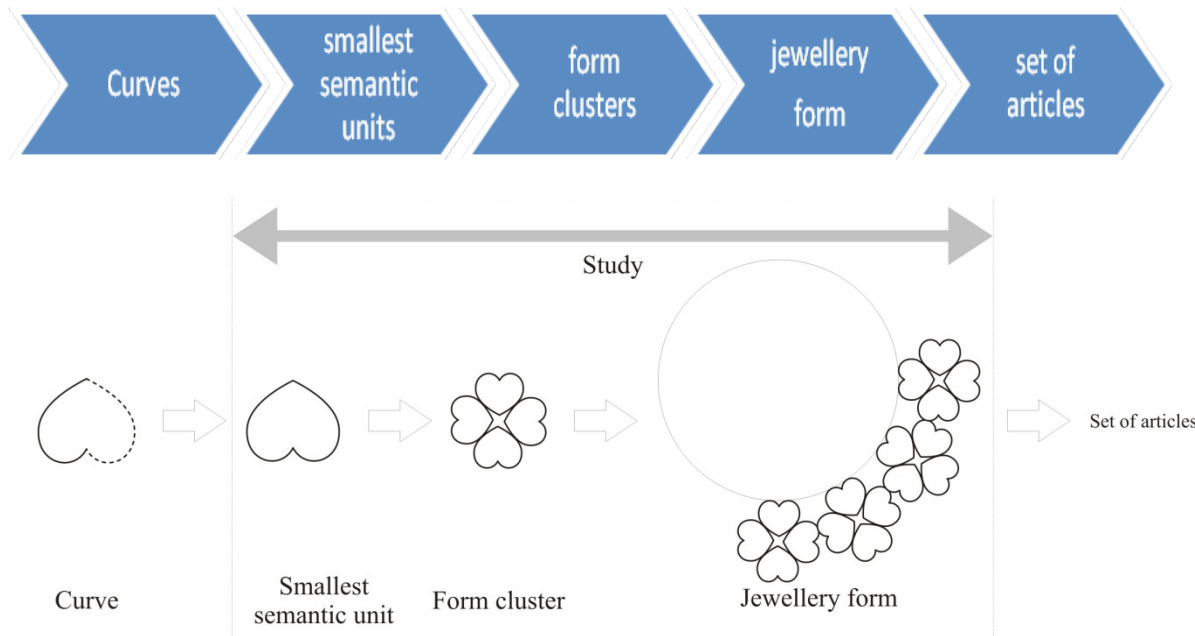 Curves
smallest
semantic
units
form
clusters
jewellery
form
set of
articles
Study
Set of articles
Curve
Smallest
semantic unit
Form cluster
Jewellery form